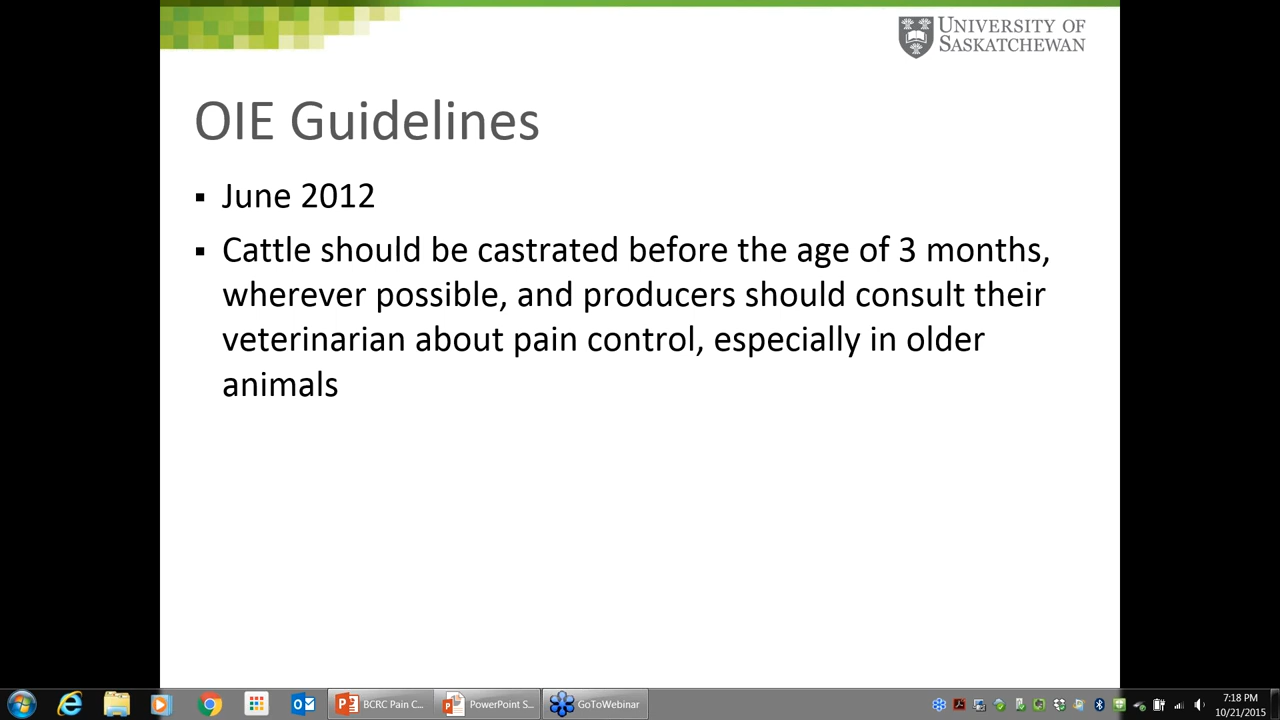 UNIVERSITY OF
SASKATCHEWAN
OIE Guidelines
▪ June 2012
▪ Cattle should be castrated before the age of 3 months,
wherever possible, and producers should consult their
veterinarian about pain control, especially in older
animals
BCRC Pain C...
PowerPoint S...
GoToWebinar
7:18 PM
10/21/2015